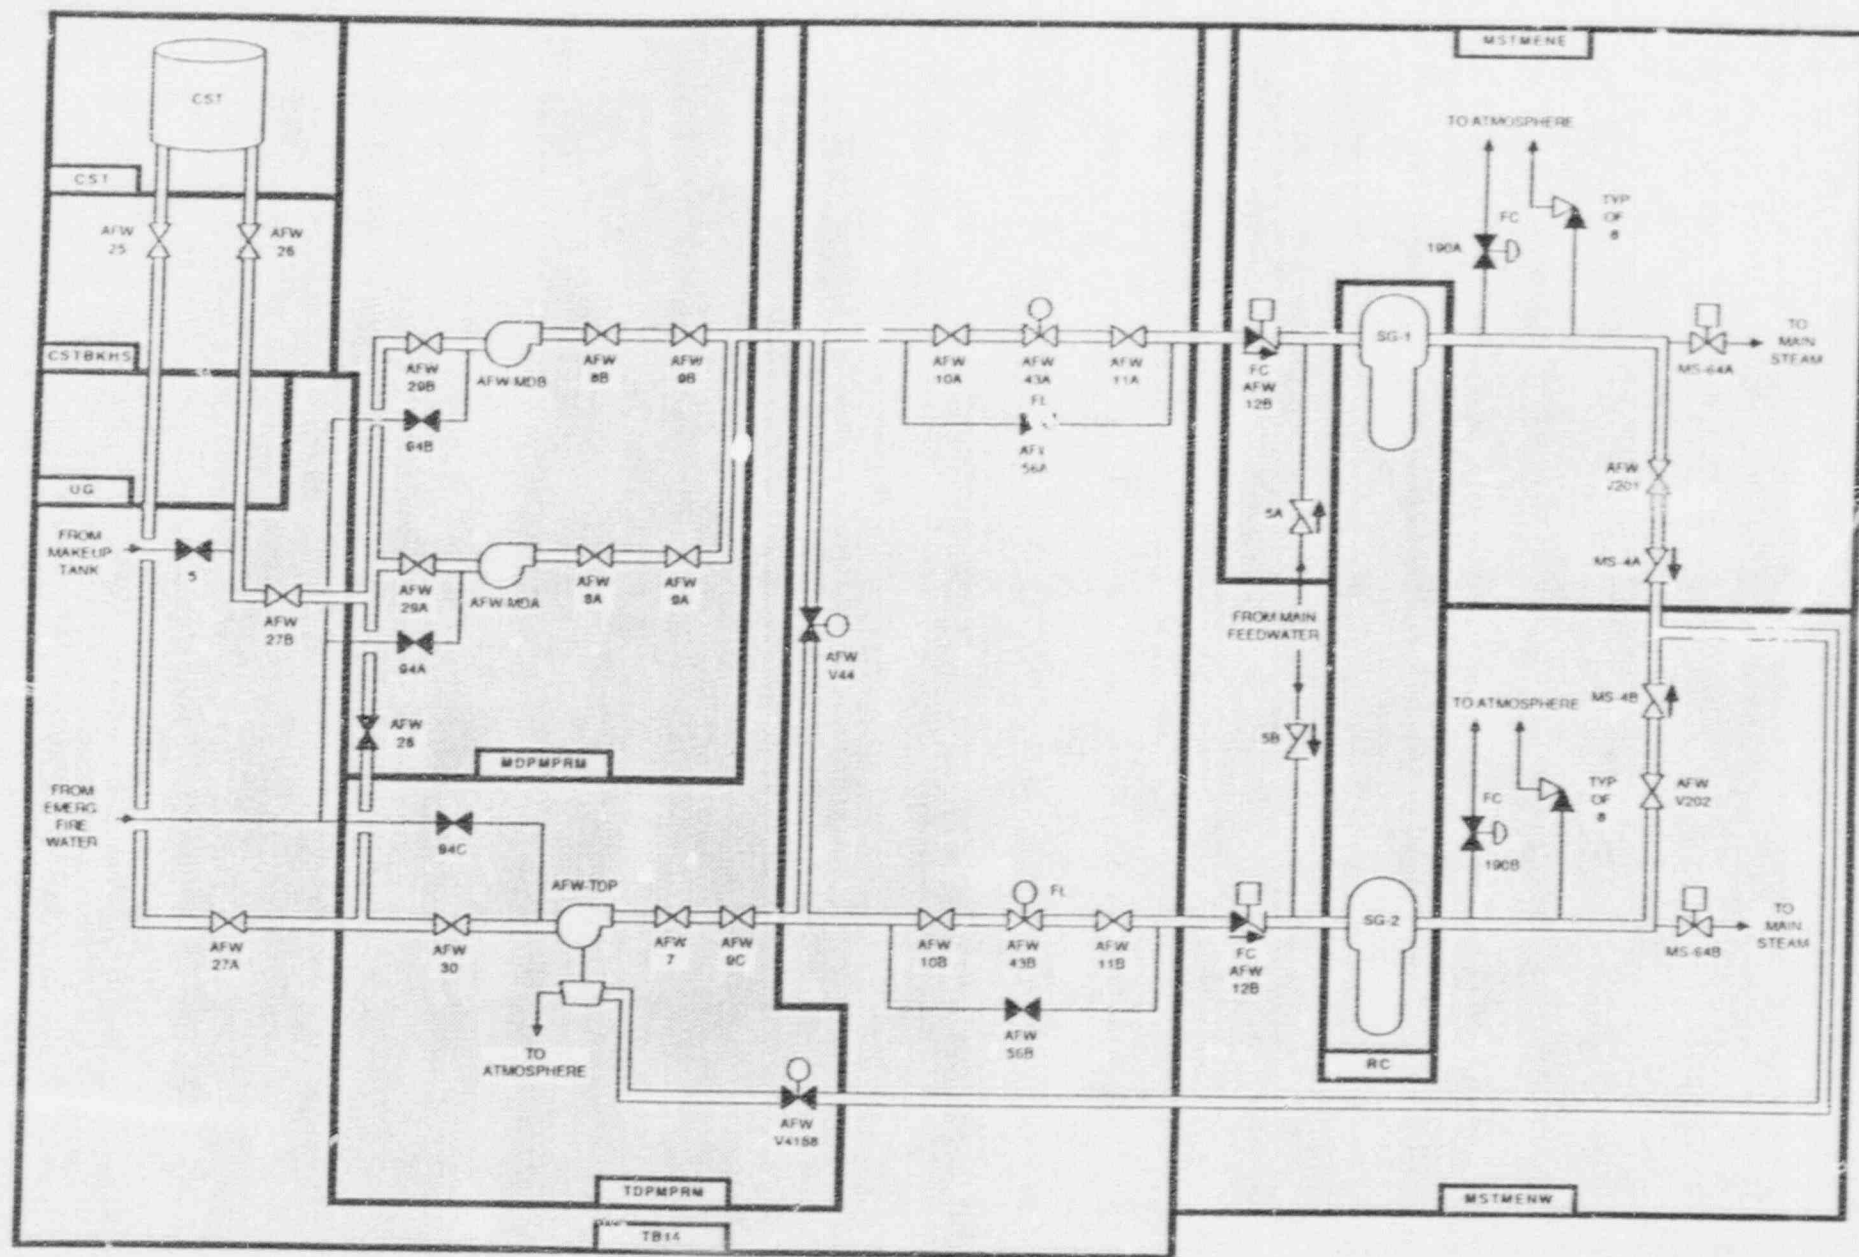 MSTMENE
CST
TO ATMOSPHERE
CST
FC
TYP
OF
8
190A
AFW
25
AFW
26
CSTBKHS
TO
MAIN
STEAM
MS-64A
AFW
29B
AFW-MDB
AFW
8B
AFW
9B
AFW
10A
AFW
43A
AFW
11A
FC
AFW
12B
SG-1
94B
56A
UG
AFW
V201
FROM
MAKEUP
TANK
5
5A
AFW
29A
AFW-MDA
AFW
8A
AFW
9A
MS-4A
AFW
27B
94A
AFW
V44
FROM MAIN
FEEDWATER
AFW
28
MDPMPRM
5B
TO ATMOSPHERE
MS-4B
FC
TYP
OF
8
AFW
V202
190B
FROM
EMERG.
FIRE
WATER
94C
AFW-TDP
SG-2
TO
MAIN
STEAM
MS-64B
AFW
27A
AFW
30
AFW
7
AFW
9C
AFW
10B
AFW
43B
AFW
11B
FC
AFW
12B
TO
ATMOSPHERE
AFW
56B
RC
AFW
TDPMPRM
MSTMENW
TB14